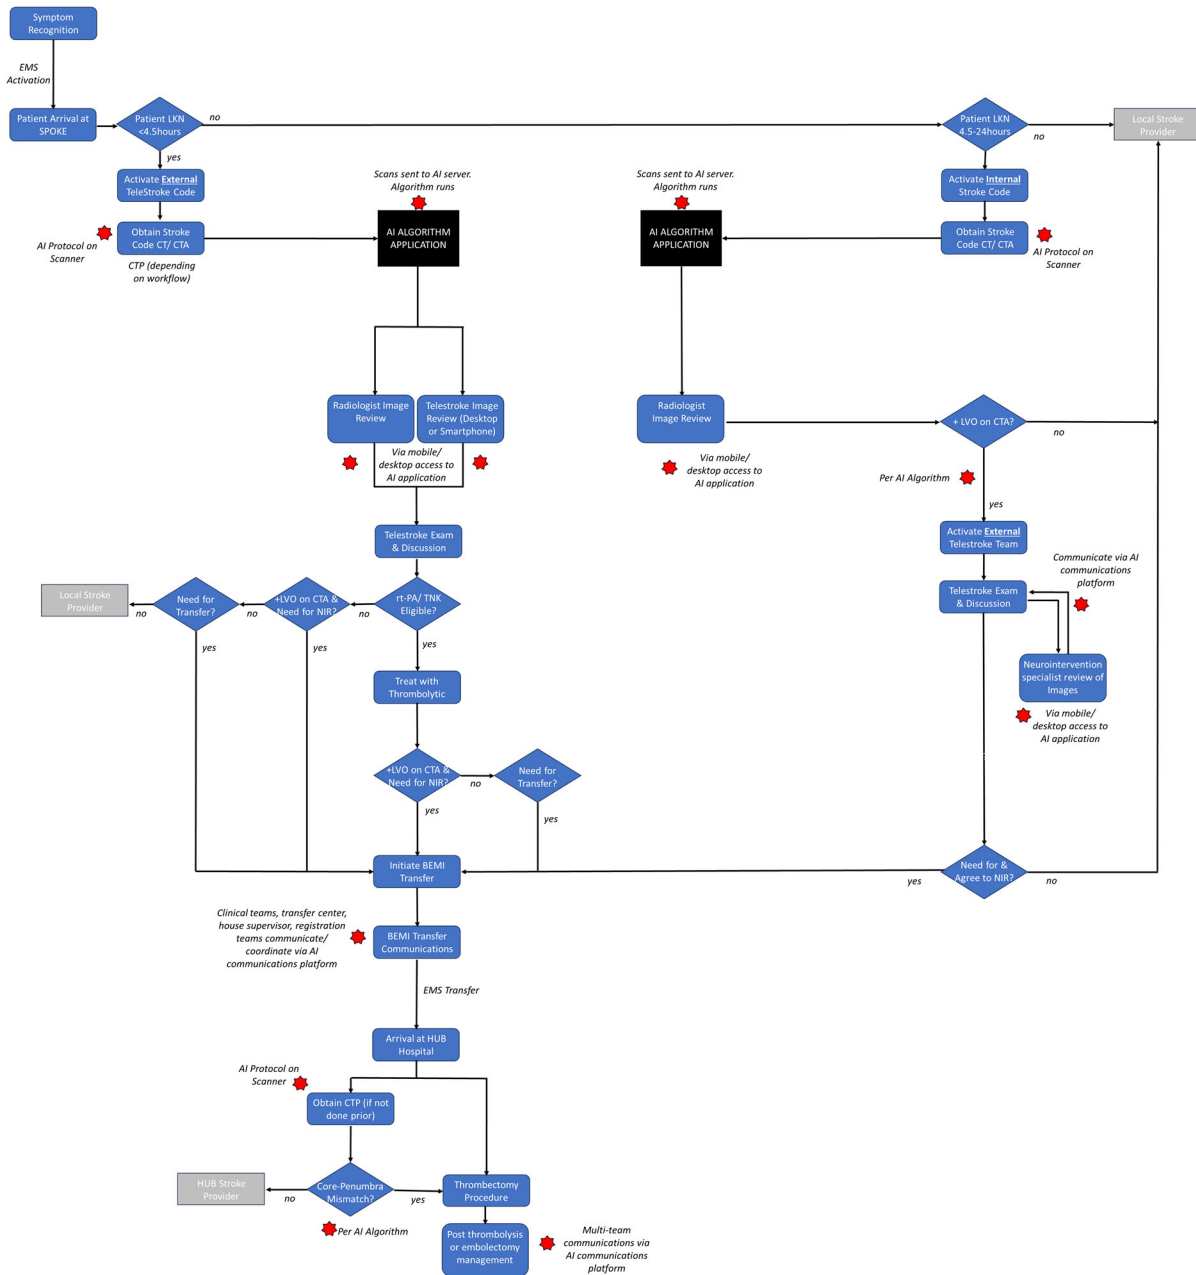 Symptom
Recognition
EMS
Activation
Patient Arrival at
SPOKE
Patient LKN
<4.5hours
no
yes
Patient LKN
4.5-24hours
no
Local Stroke
Provider
Activate External
TeleStroke Code
Obtain Stroke
Code CT/ CTA
AI Protocol on
Scanner
CTP (depending
on workflow)
Scans sent to AI server.
Algorithm runs
AI ALGORITHM
APPLICATION
Scans sent to AI server.
Algorithm runs
AI ALGORITHM
APPLICATION
Activate Internal
Stroke Code
Obtain Stroke
Code CT/ CTA
AI Protocol on
Scanner
Radiologist Image
Review
Telestroke Image
Review (Desktop
or Smartphone)
Via mobile/
desktop access to
AI application
Radiologist
Image Review
Via mobile/
desktop access to
AI application
+ LVO on CTA?
no
Per AI Algorithm
yes
Activate External
Telestroke Team
Telestroke Exam
& Discussion
Communicate via AI
communications
platform
Neurointervention
specialist review of
Images
Via mobile/
desktop access to
AI application
Telestroke Exam
& Discussion
Local Stroke
Provider
no
Need for
Transfer?
no
+LVO on CTA &
Need for NIR?
no
rt-PA/ TNK
Eligible?
yes
yes
yes
Treat with
Thrombolytic
+LVO on CTA &
Need for NIR?
no
Need for
Transfer?
yes
yes
Initiate BEMI
Transfer
yes
Need for &
Agree to NIR?
no
Clinical teams, transfer center,
house supervisor, registration
teams communicate/
coordinate via AI
communications platform
BEMI Transfer
Communications
EMS Transfer
Arrival at HUB
Hospital
AI Protocol on
Scanner
Obtain CTP (if not
done prior)
HUB Stroke
Provider
no
Core-Penumbra
Mismatch?
yes
Thrombectomy
Procedure
Per AI Algorithm
Post thrombolysis
or embolectomy
management
Multi-team
communications via
AI communications
platform